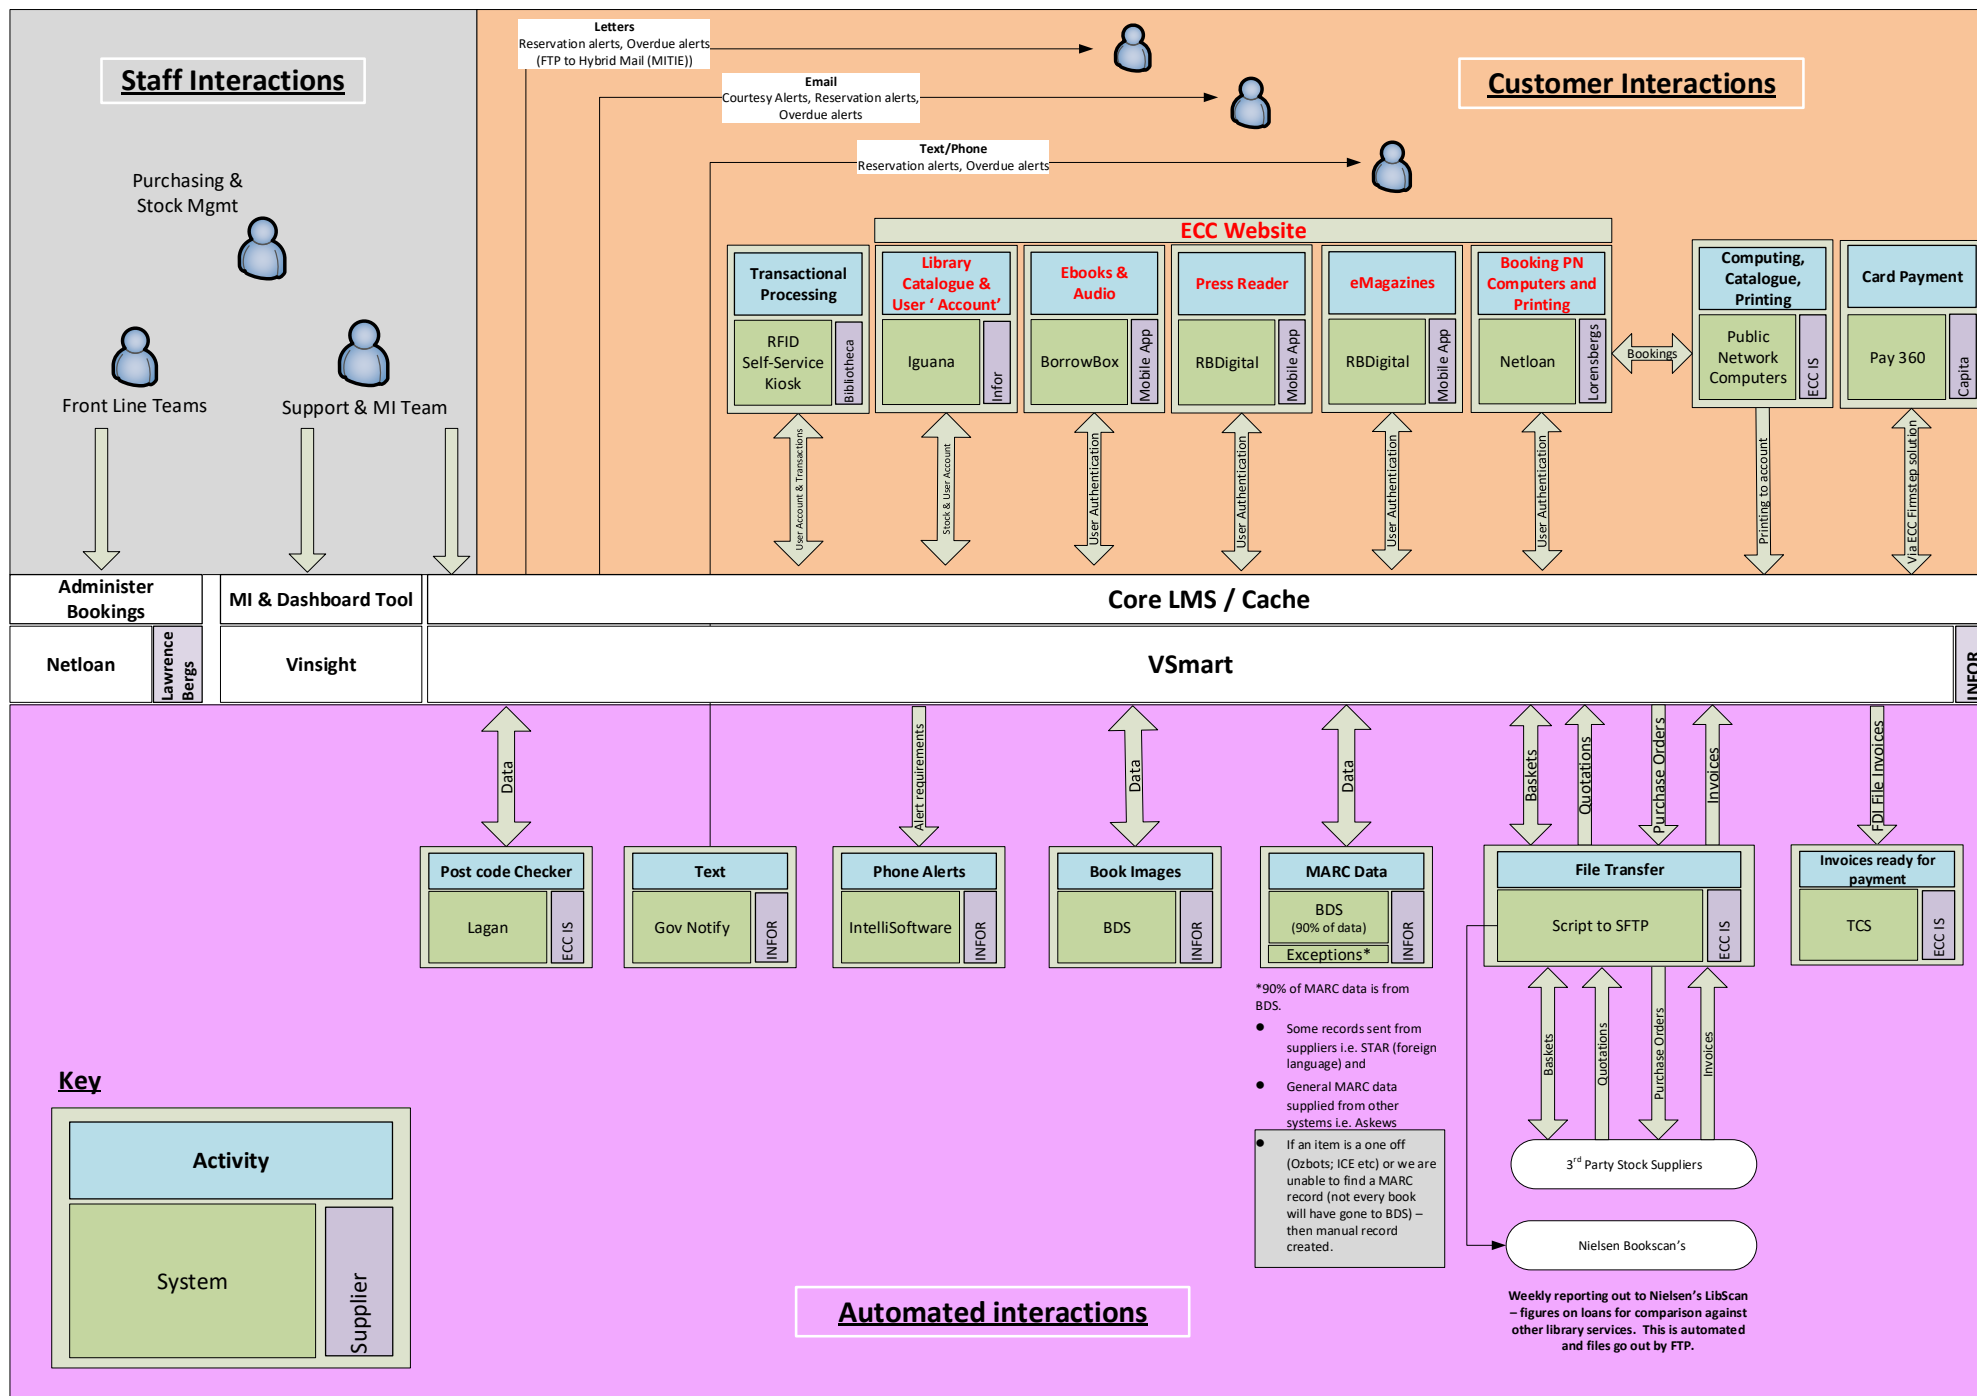 Staff Interactions
Purchasing &
Stock Mgmt
Front Line Teams
Support & MI Team
Letters
Reservation alerts, Overdue alerts
(FTP to Hybrid Mail (MITIE))
Email
Courtesy Alerts, Reservation alerts,
Overdue alerts
Text/Phone
Reservation alerts, Overdue alerts
Customer Interactions
ECC Website
Transactional
Processing
RFID
Self-Service
Kiosk
Bibliotheca
Library
Catalogue &
User ‘ Account’
Iguana
Infor
Ebooks &
Audio
BorrowBox
Mobile App
Press Reader
RBDigital
Mobile App
eMagazines
RBDigital
Mobile App
Booking PN
Computers and
Printing
Netloan
Lorensbergs
Bookings
Computing,
Catalogue,
Printing
Public
Network
Computers
ECC IS
Card Payment
Pay 360
Capita
User Account & Transactions
Stock & User Account
User Authentication
User Authentication
User Authentication
User Authentication
Printing to account
Via ECC Firmstep solution
Administer
Bookings
MI & Dashboard Tool
Core LMS / Cache
Netloan
Lawrence
Bergs
Vinsight
VSmart
INFOR
Data
Alert requirements
Data
Data
Baskets
Quotations
Purchase Orders
Invoices
FDI File Invoices
Post code Checker
Lagan
ECC IS
Text
Gov Notify
INFOR
Phone Alerts
IntelliSoftware
INFOR
Book Images
BDS
INFOR
MARC Data
BDS
(90% of data)
Exceptions*
INFOR
File Transfer
Script to SFTP
ECC IS
Invoices ready for
payment
TCS
ECC IS
*90% of MARC data is from
BDS.
● Some records sent from
suppliers i.e. STAR (foreign
language) and
● General MARC data
supplied from other
systems i.e. Askews
● If an item is a one off
(Ozbots; ICE etc) or we are
unable to find a MARC
record (not every book
will have gone to BDS) –
then manual record
created.
Baskets
Quotations
Purchase Orders
Invoices
3rd Party Stock Suppliers
Nielsen Bookscan’s
Weekly reporting out to Nielsen’s LibScan
– figures on loans for comparison against
other library services. This is automated
and files go out by FTP.
Key
Activity
System
Supplier
Automated interactions